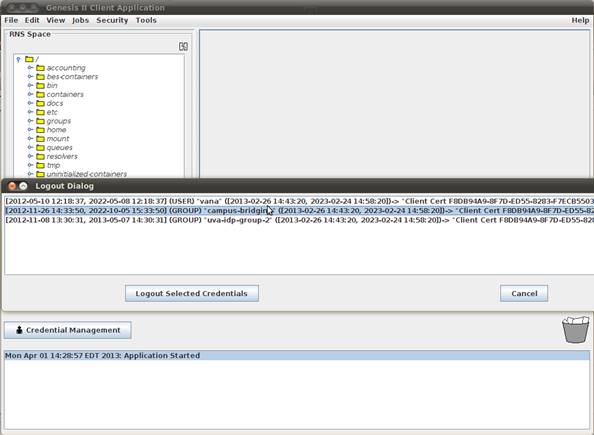 Genesis II Client Application
File Edit View Jobs Security Tools Help
RNS Space
/
accounting
bes-containers
bin
containers
docs
etc
groups
home
mount
queues
resolvers
tmp
uninitialized-containers
Logout Dialog
[2012-05-10 12:18:37, 2022-05-08 12:18:37] (USER) "vana" ([2013-02-26 14:43:20, 2023-02-24 14:58:20])-> "Client Cert F8DB94A9-8F7D-ED55-8283-F7ECB5503
[2012-11-26 14:33:50, 2022-10-05 15:33:50] (GROUP) "campus-bridging" ([2013-02-26 14:43:20, 2023-02-24 14:58:20])-> "Client Cert F8DB94A9-8F7D-ED55-82
[2012-11-08 13:30:31, 2013-05-07 14:30:31] (GROUP) "uva-idp-group-2" ([2013-02-26 14:43:20, 2023-02-24 14:58:20])-> "Client Cert F8DB94A9-8F7D-ED55-828
Logout Selected Credentials
Cancel
Credential Management
Mon Apr 01 14:28:57 EDT 2013: Application Started